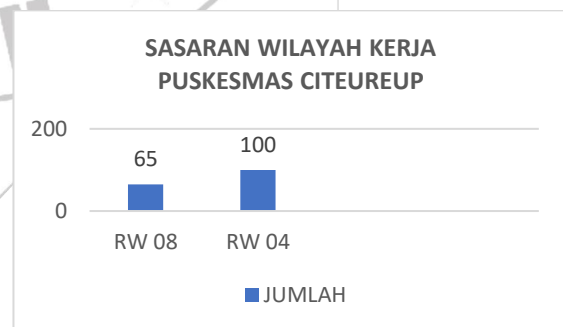 SASARAN WILAYAH KERJA
PUSKESMAS CITEUREUP
200
65
100
0
RW 08
RW 04
JUMLAH